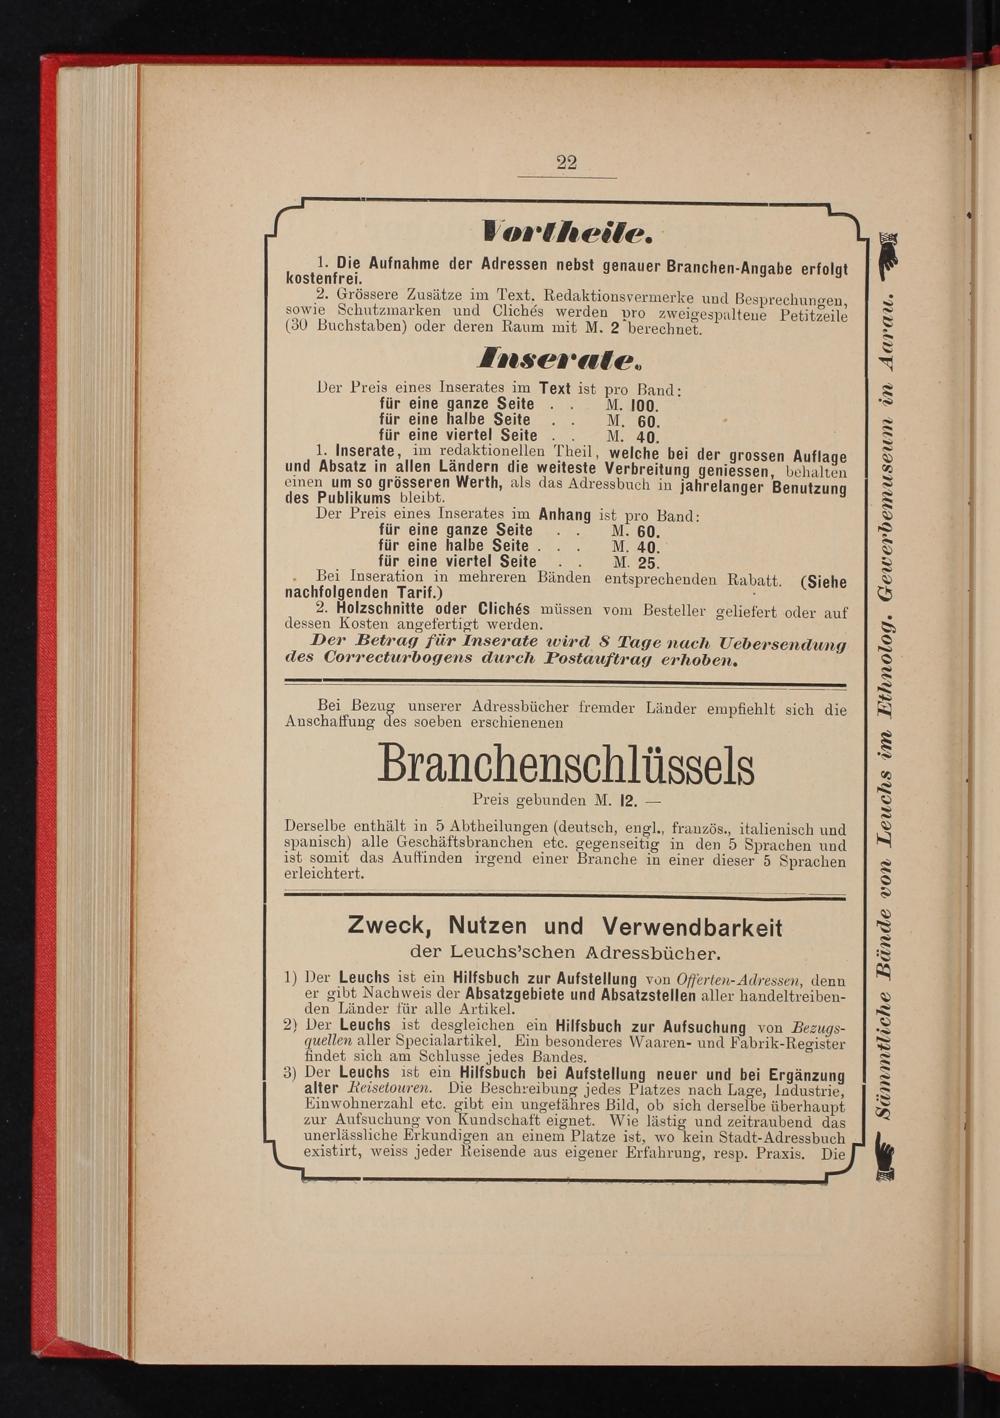 22
Vortheile.
1. Die Aufnahme der Adressen nebst genauer Branchen-Angabe erfolgt
kostenfrei.
2. Grössere Zusätze im Text, Redaktionsvermerke und Besprechungen,
sowie Schutzmarken und Clichés werden pro zweigespaltene Petitzeile
(30 Buchstaben) oder deren Raum mit M. 2 berechnet.
Inserate.
Der Preis eines Inserates im Text ist pro Band:
für eine ganze Seite . . M. 100.
für eine halbe Seite . . M. 60.
für eine viertel Seite . . M. 40.
1. Inserate, im redaktionellen Theil, welche bei der grossen Auflage
und Absatz in allen Ländern die weiteste Verbreitung geniessen, behalten
einen um so grösseren Werth, als das Adressbuch in jahrelanger Benutzung
des Publikums bleibt.
Der Preis eines Inserates im Anhang ist pro Band:
für eine ganze Seite . . M. 60.
für eine halbe Seite . . . M. 40.
für eine viertel Seite . . M. 25.
Bei Inseration in mehreren Bänden entsprechenden Rabatt. (Siehe
nachfolgenden Tarif.)
2. Holzschnitte oder Clichés müssen vom Besteller geliefert oder auf
dessen Kosten angefertigt werden.
Der Betrag für Inserate wird 8 Tage nach Uebersendung
des Correcturbogens durch Postauftrag erhoben.
Bei Bezug unserer Adressbücher fremder Länder empfiehlt sich die
Anschaffung des soeben erschienenen
Branchenschlüssels
Preis gebunden M. 12. —
Derselbe enthält in 5 Abtheilungen (deutsch, engl., französ., italienisch und
spanisch) alle Geschäftsbranchen etc. gegenseitig in den 5 Sprachen und
ist somit das Auffinden irgend einer Branche in einer dieser 5 Sprachen
erleichtert.
Zweck, Nutzen und Verwendbarkeit
der Leuchs'schen Adressbücher.
1) Der Leuchs ist ein Hilfsbuch zur Aufstellung von Offerten-Adressen, denn
er gibt Nachweis der Absatzgebiete und Absatzstellen aller handeltreiben-
den Länder für alle Artikel.
2) Der Leuchs ist desgleichen ein Hilfsbuch zur Aufsuchung von Bezugs-
quellen aller Specialartikel. Ein besonderes Waaren- und Fabrik-Register
findet sich am Schlusse jedes Bandes.
3) Der Leuchs ist ein Hilfsbuch bei Aufstellung neuer und bei Ergänzung
alter Reisetouren. Die Beschreibung jedes Platzes nach Lage, Industrie,
Einwohnerzahl etc. gibt ein ungefähres Bild, ob sich derselbe überhaupt
zur Aufsuchung von Kundschaft eignet. Wie lästig und zeitraubend das
unerlässliche Erkundigen an einem Platze ist, wo kein Stadt-Adressbuch
existirt, weiss jeder Reisende aus eigener Erfahrung, resp. Praxis. Die
Sämmtliche Bände von Leuchs im Ethnolog. Gewerbemuseum in Aarau.